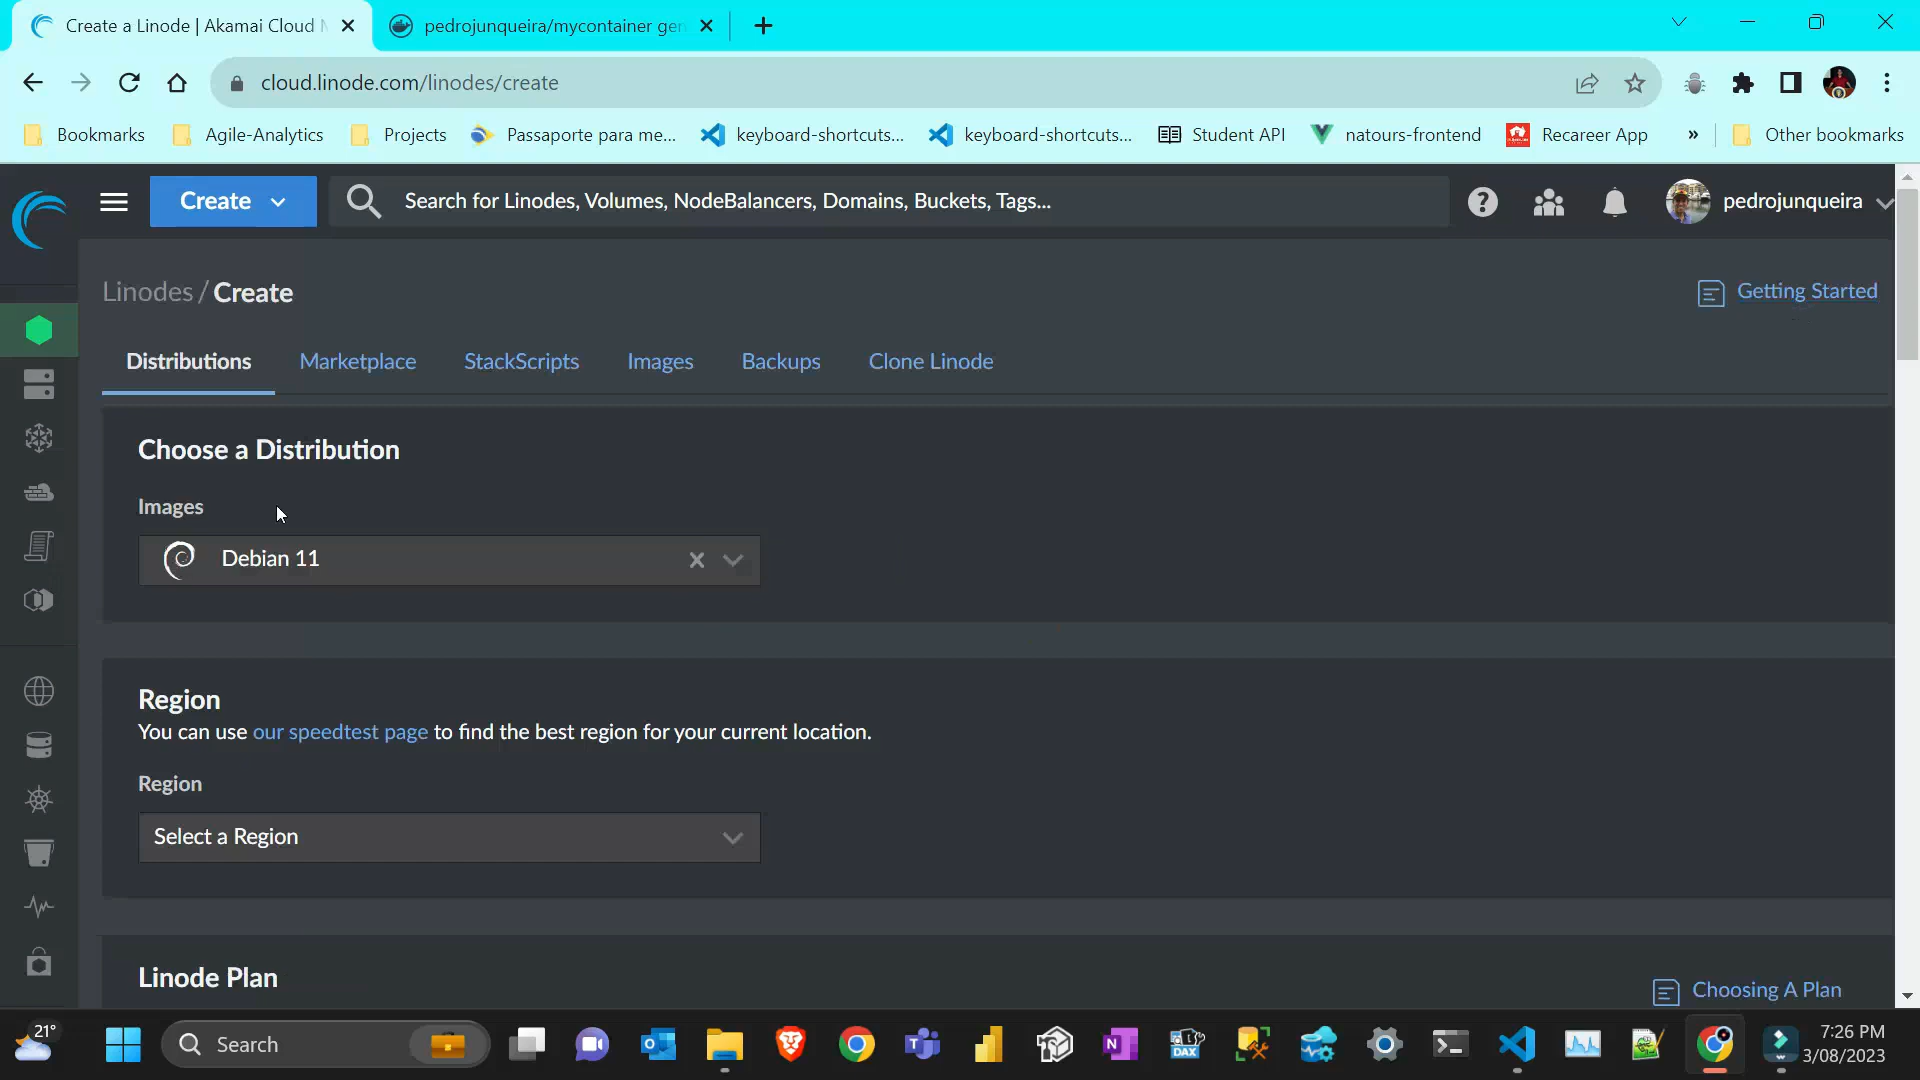 Create a Linode | Akamai Cloud M
pedrojunqueira/mycontainer gen
cloud.linode.com/linodes/create
Bookmarks
Agile-Analytics
Projects
Passaporte para me...
keyboard-shortcuts...
keyboard-shortcuts...
Student API
natours-frontend
Recareer App
»
Other bookmarks
Create
Search for Linodes, Volumes, NodeBalancers, Domains, Buckets, Tags...
pedrojunqueira
Linodes / Create
Getting Started
Distributions
Marketplace
StackScripts
Images
Backups
Clone Linode
Choose a Distribution
Images
Debian 11
Region
You can use our speedtest page to find the best region for your current location.
Region
Select a Region
Linode Plan
Choosing A Plan
21°
Search
DAX
7:26 PM
3/08/2023